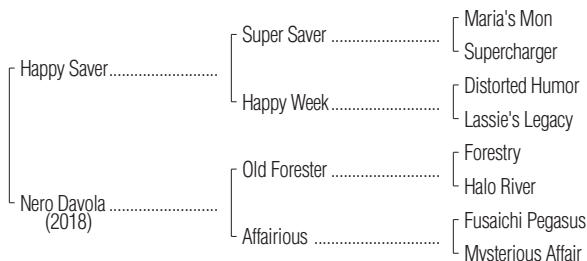 Maria's Mon
Super Saver
Supercharger
Happy Saver
Distorted Humor
Happy Week
Lassie's Legacy
Forestry
Old Forester
Halo River
Nero Davola
(2018)
Fusaichi Pegasus
Affairious
Mysterious Affair